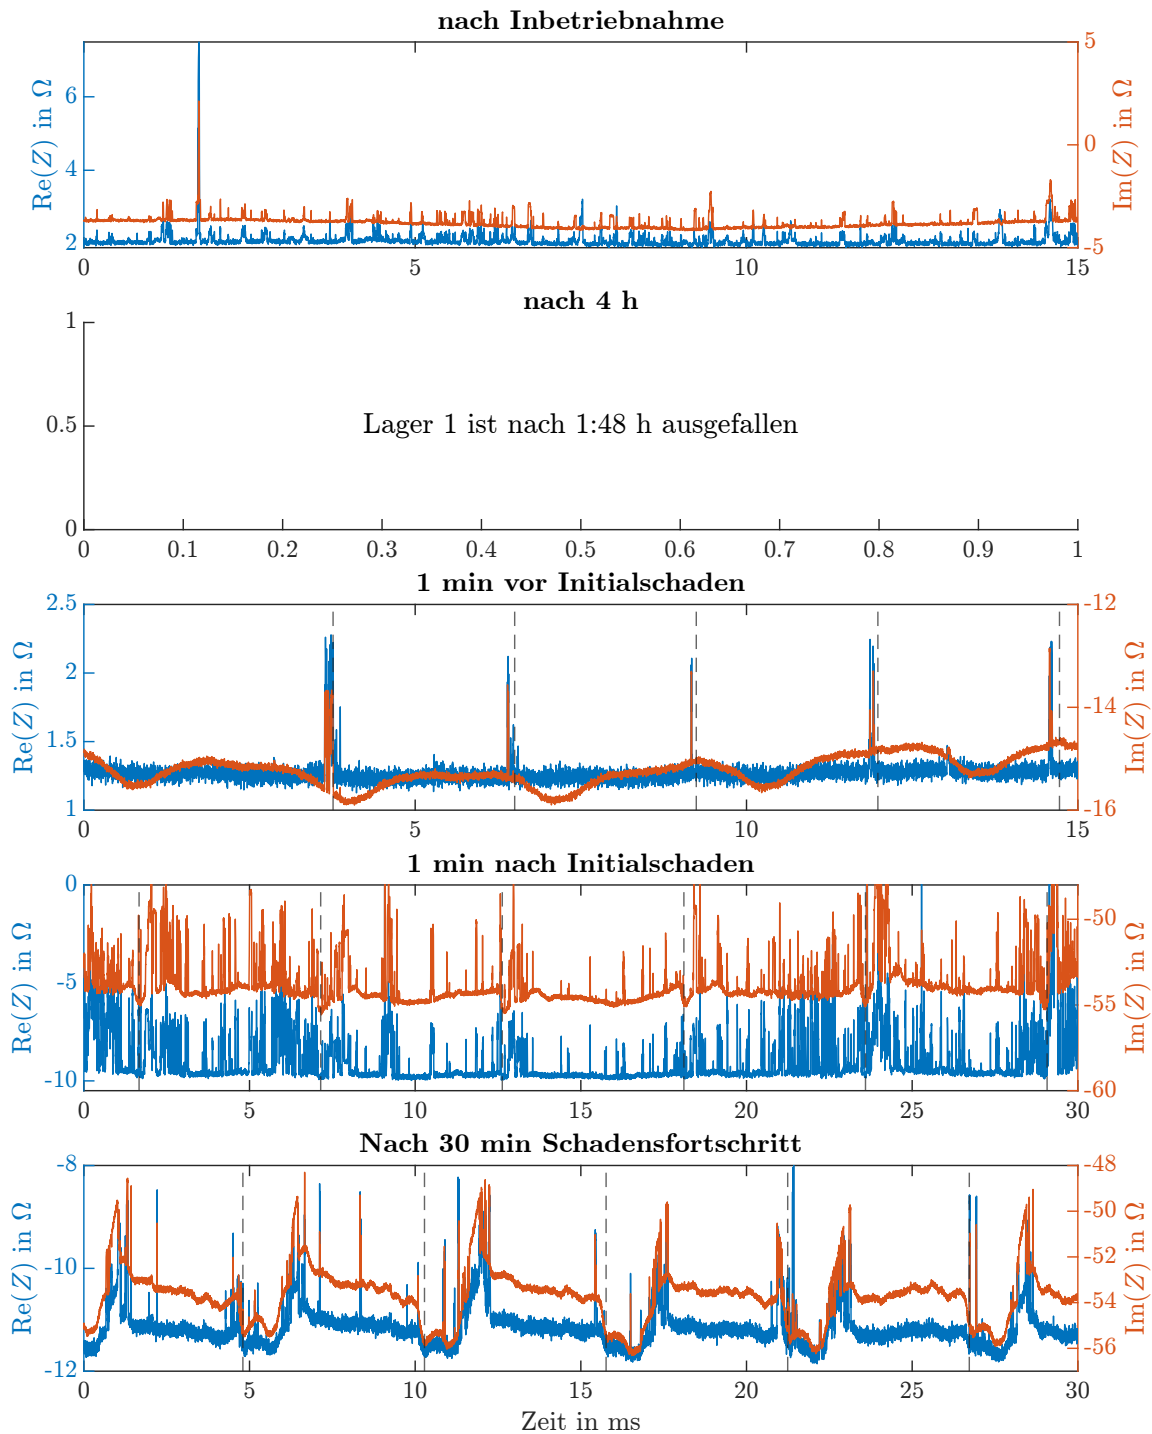 nach Inbetriebnahme
Re(Z) in Ω
6
4
2
5
0
-5
Im(Z) in Ω
0 5 10 15
nach 4 h
1
0.5
0
Lager 1 ist nach 1:48 h ausgefallen
0 0.1 0.2 0.3 0.4 0.5 0.6 0.7 0.8 0.9 1
1 min vor Initialschaden
Re(Z) in Ω
2.5
2
1.5
1
-12
-14
-16
Im(Z) in Ω
0 5 10 15
1 min nach Initialschaden
Re(Z) in Ω
0
-5
-10
-50
-55
-60
Im(Z) in Ω
0 5 10 15 20 25 30
Nach 30 min Schadensfortschritt
Re(Z) in Ω
-8
-10
-12
-48
-50
-52
-54
-56
Im(Z) in Ω
0 5 10 15 20 25 30
Zeit in ms